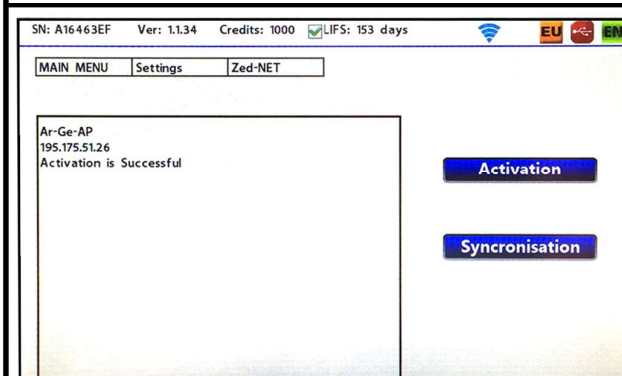 SN: A16463EF Ver: 1.1.34 Credits: 1000 LIFS: 153 days EU EN
MAIN MENU Settings Zed-NET
Ar-Ge-AP
195.175.51.26
Activation is Successful
Activation
Syncronisation